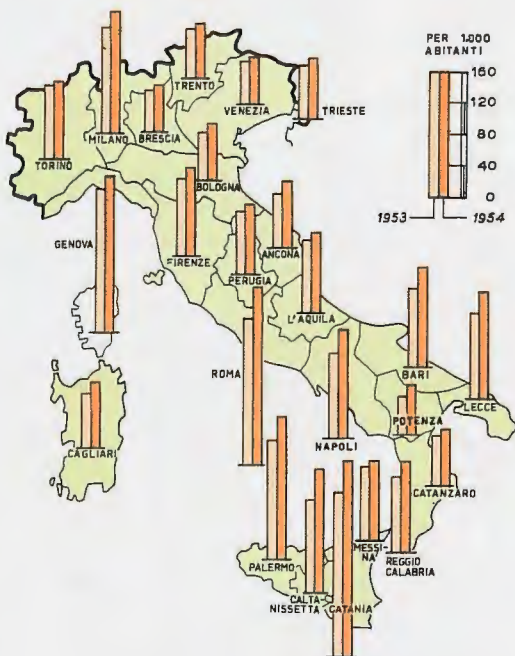 PER 1.000
ABITANTI
160
120
80
40
0
1953
1954
TRENTO
VENEZIA
TRIESTE
MILANO
BRESCIA
TORINO
BOLOGNA
GENOVA
FIRENZE
ANCONA
PERUGIA
L'AQUILA
ROMA
BARI
LECCE
NAPOLI
POTENZA
CAGLIARI
CATANZARO
MESSI-
NA
REGGIO
CALABRIA
PALERMO
CALTA-
NISSETTA
CATANIA